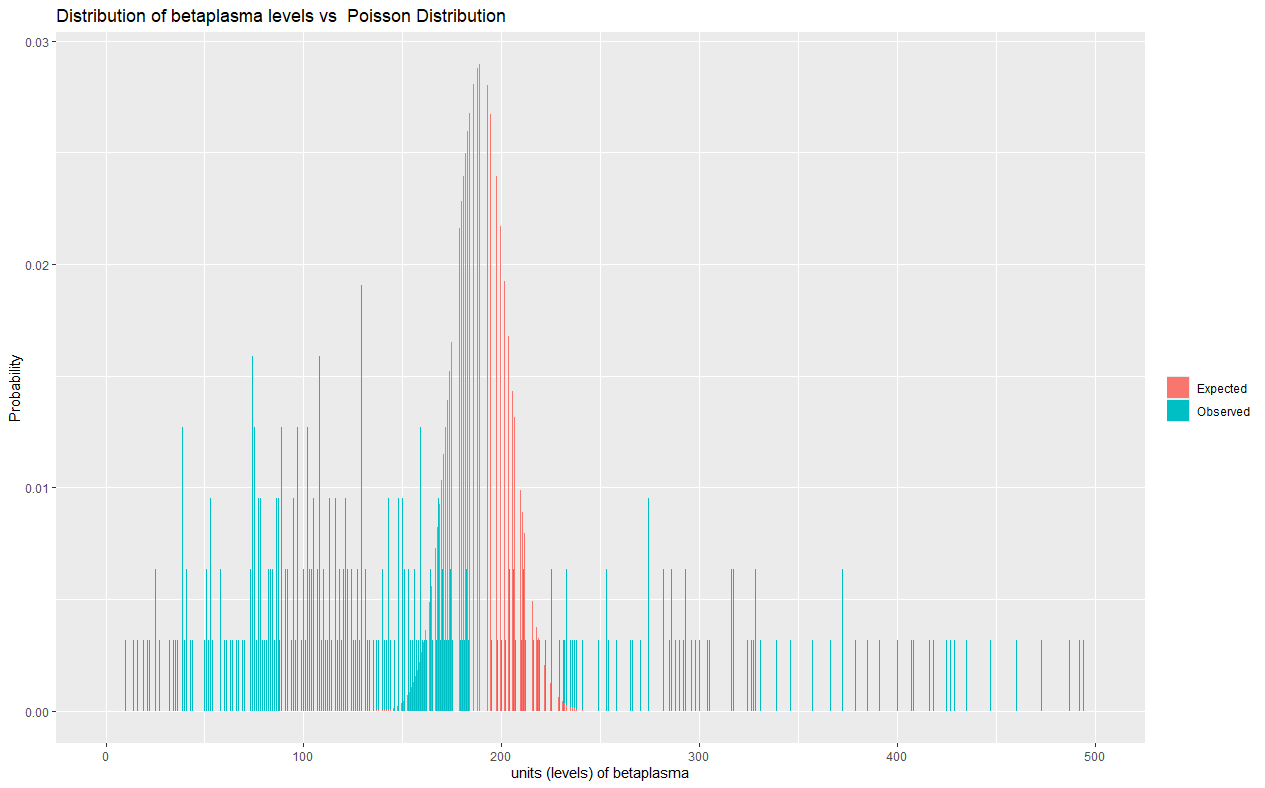 Distribution of betaplasma levels vs  Poisson Distribution
0.03
0.02
0.01
0.00
Probability
0
100
200
300
400
500
units (levels) of betaplasma
Expected
Observed